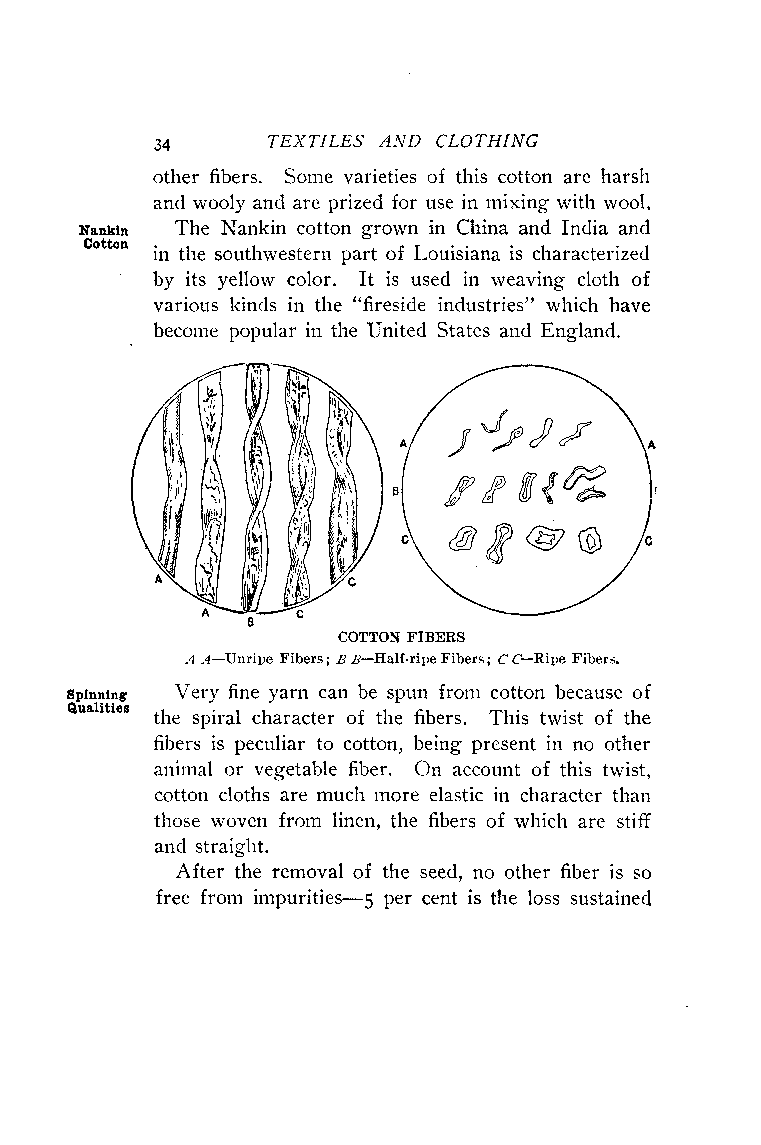 34 TEXTILES AND CLOTHING
other fibers. Some varieties of this cotton are harsh
and wooly and are prized for use in mixing with wool.
Nankin
Cotton
The Nankin cotton grown in China and India and
in the southwestern part of Louisiana is characterized
by its yellow color. It is used in weaving cloth of
various kinds in the "fireside industries" which have
become popular in the United States and England.
A
A
B
C
C
A
B
C
A
C
COTTON FIBERS
A A—Unripe Fibers; B B—Half-ripe Fibers; C C—Ripe Fibers.
Spinning
Qualities
Very fine yarn can be spun from cotton because of
the spiral character of the fibers. This twist of the
fibers is peculiar to cotton, being present in no other
animal or vegetable fiber. On account of this twist,
cotton cloths are much more elastic in character than
those woven from linen, the fibers of which are stiff
and straight.
After the removal of the seed, no other fiber is so
free from impurities—5 per cent is the loss sustained